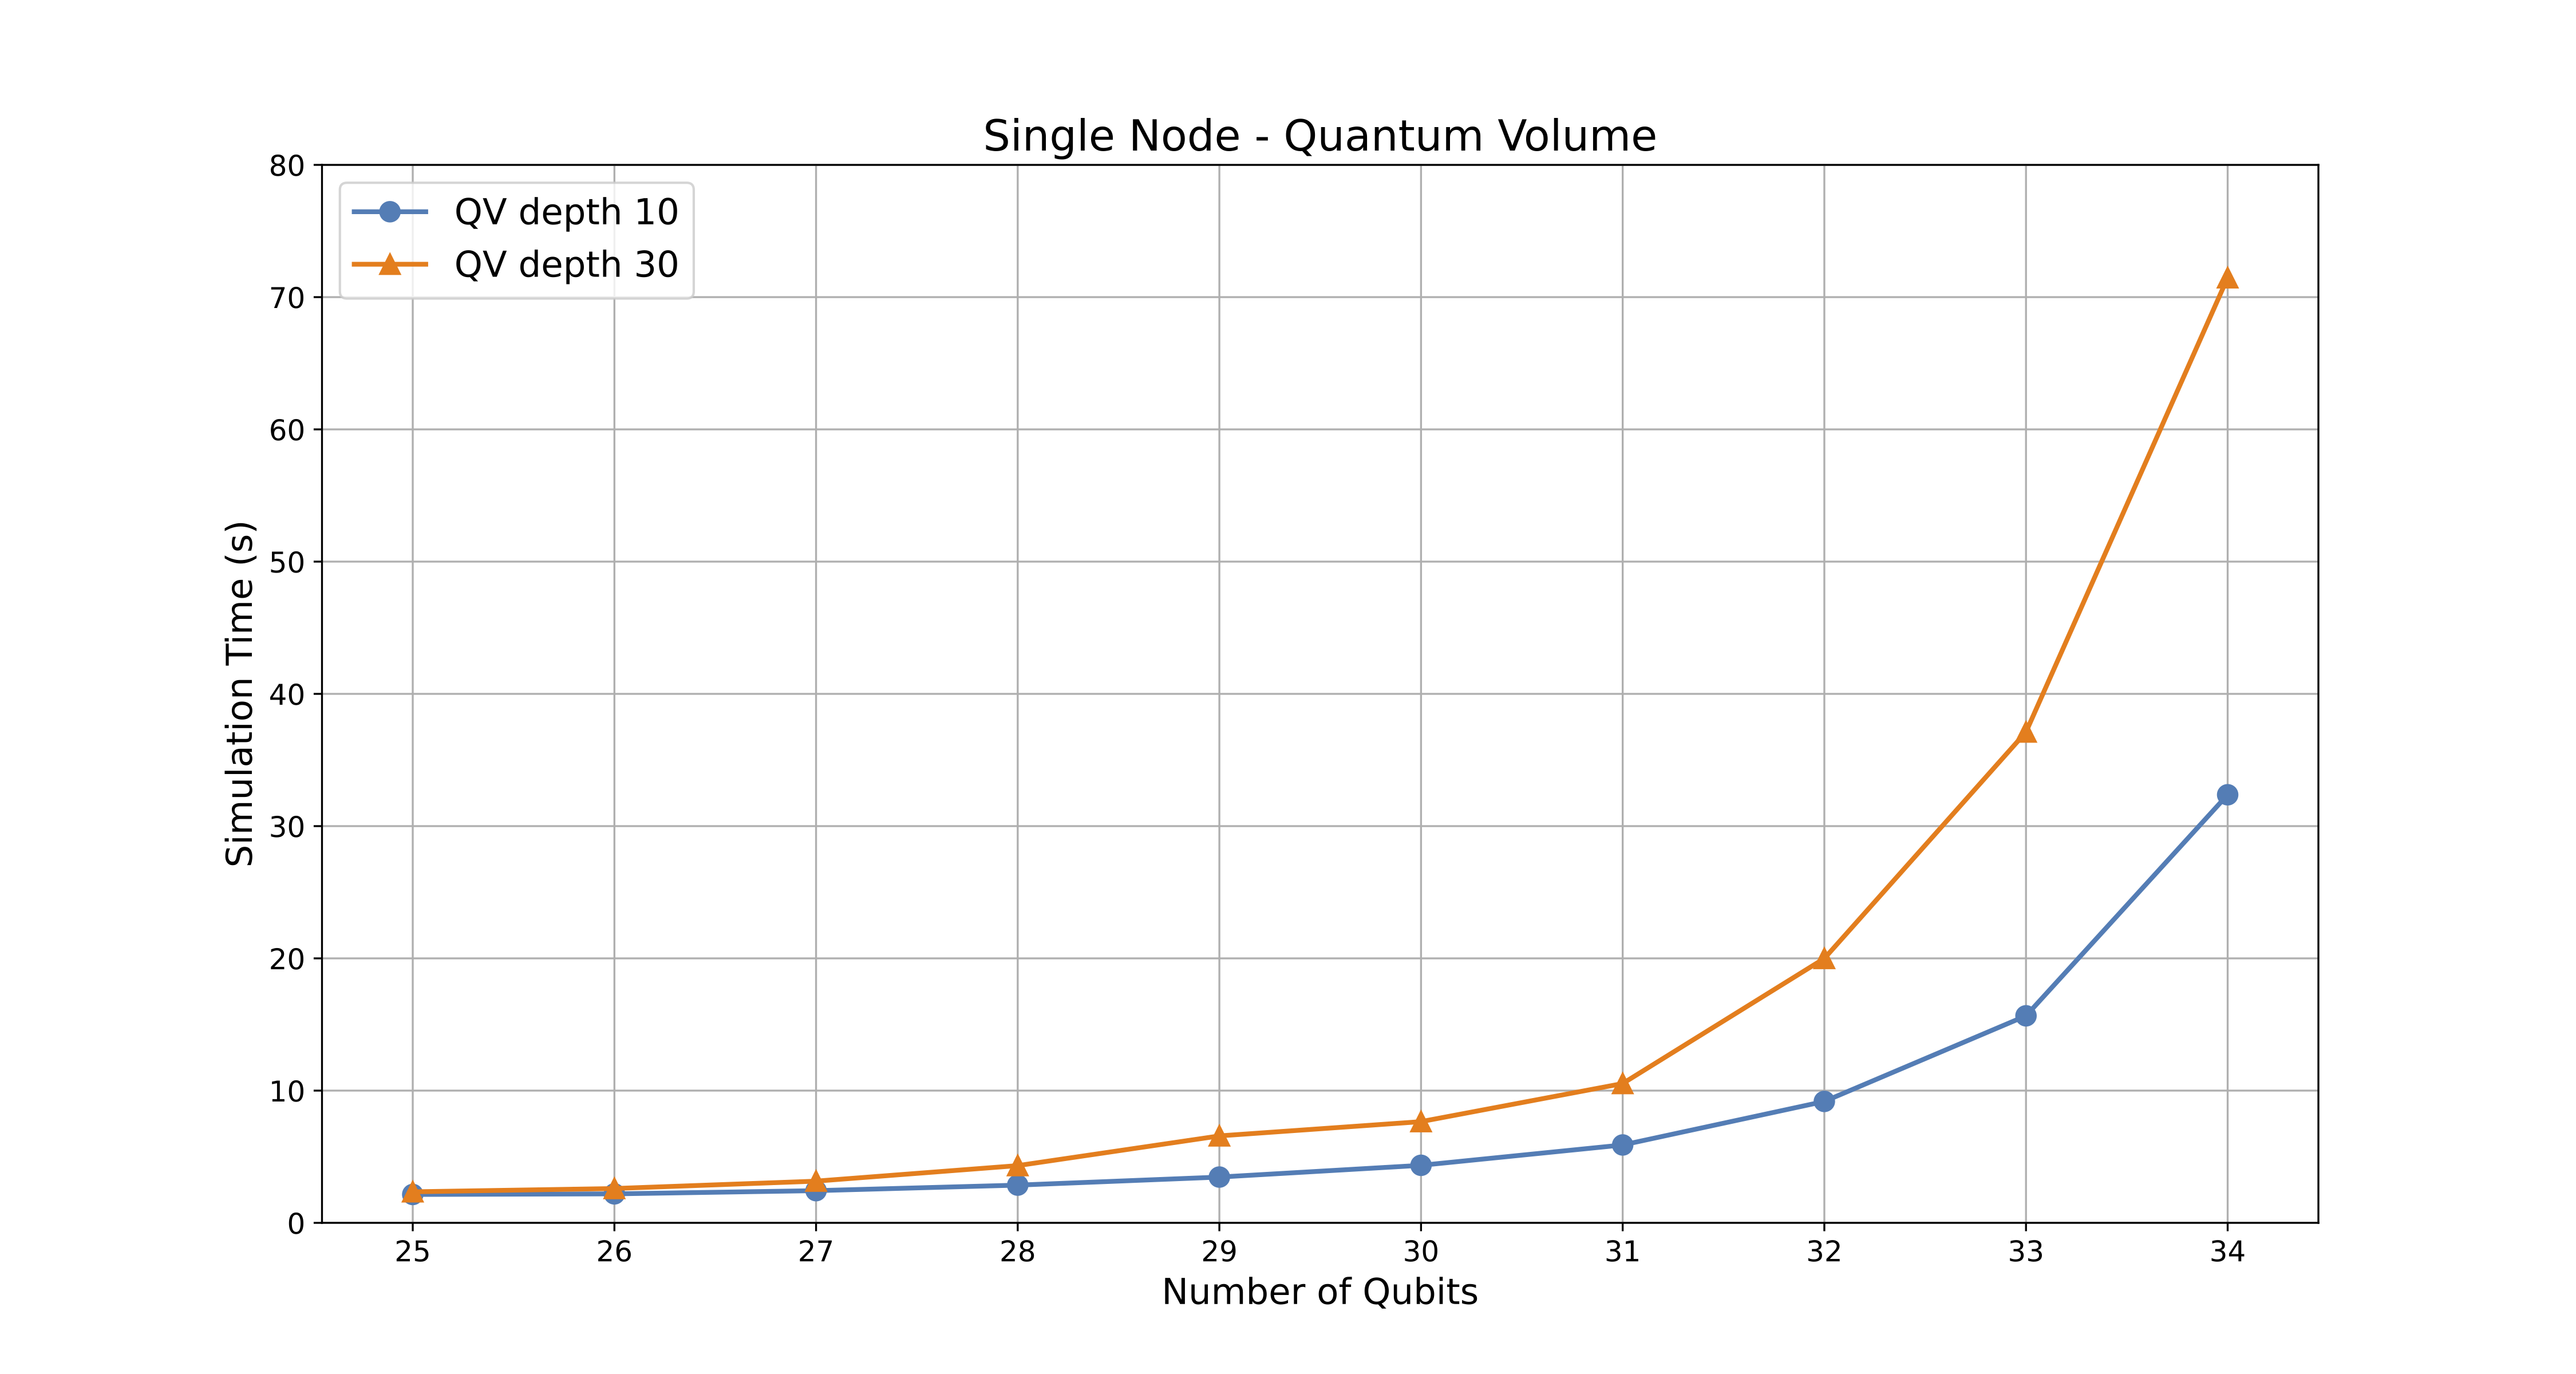 Single Node - Quantum Volume
QV depth 10
QV depth 30
Simulation Time (s)
80
70
60
50
40
30
20
10
0
25 26 27 28 29 30 31 32 33 34
Number of Qubits